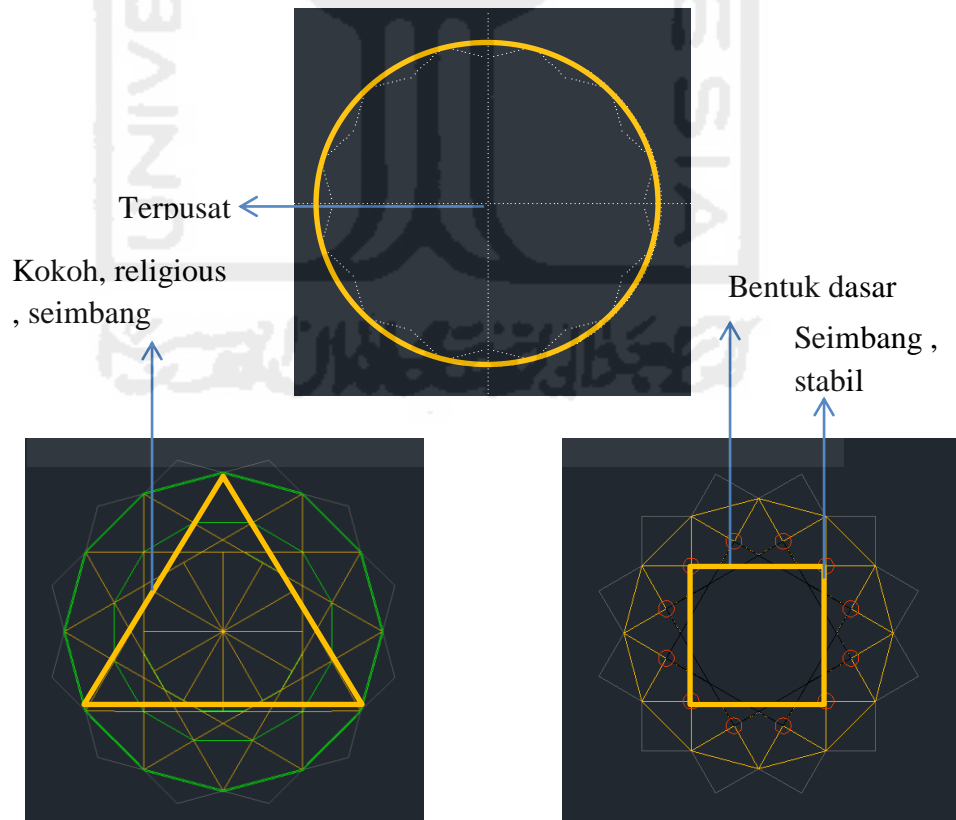 Terpusat
Kokoh, religious
, seimbang
Bentuk dasar
Seimbang ,
stabil